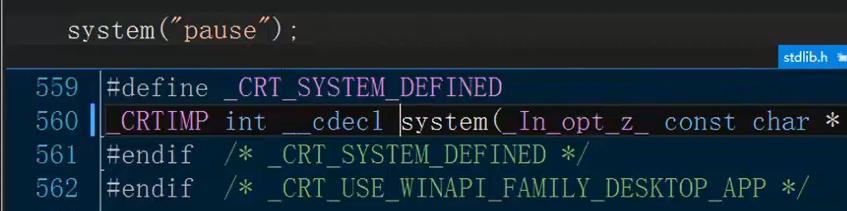 system("pause");
stdlib.h
559 #define _CRT_SYSTEM_DEFINED
560 _CRTIMP int __cdecl system(_In_opt_z_ const char *
561 #endif /* _CRT_SYSTEM_DEFINED */
562 #endif /* _CRT_USE_WINAPI_FAMILY_DESKTOP_APP */